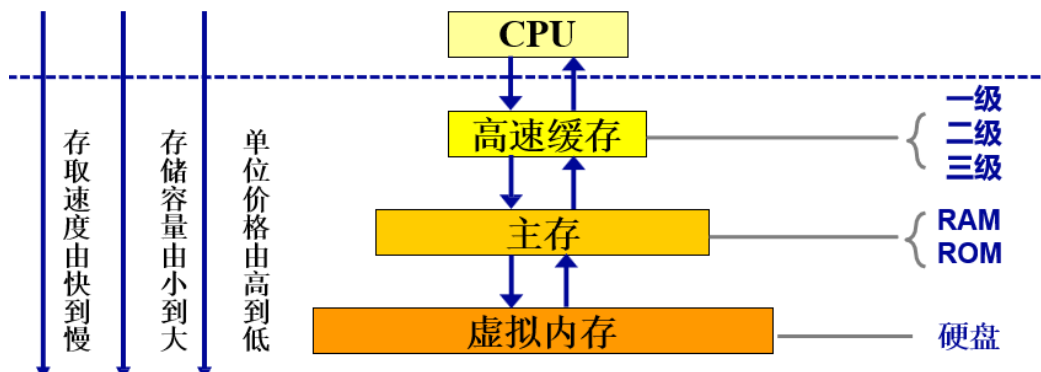 CPU
高速缓存
一级
二级
三级
主存
RAM
ROM
虚拟内存
硬盘
存取速度由快到慢
存储容量由小到大
单位价格由高到低